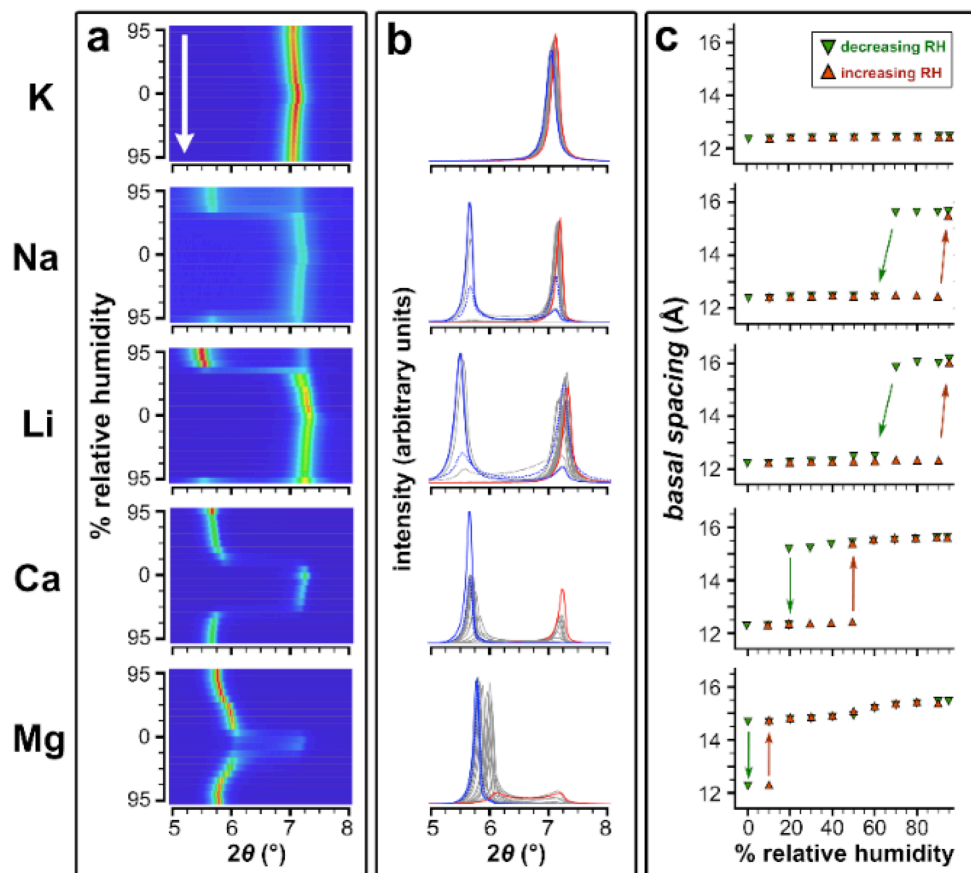 a
b
c
K
Na
Li
Ca
Mg
95
0
95
95
0
95
95
0
95
95
0
95
95
0
95
% relative humidity
5 6 7 8
2θ (°)
intensity (arbitrary units)
5 6 7 8
2θ (°)
decreasing RH
increasing RH
16
14
12
16
14
12
16
14
12
16
14
12
16
14
12
basal spacing (Å)
0 20 40 60 80
% relative humidity